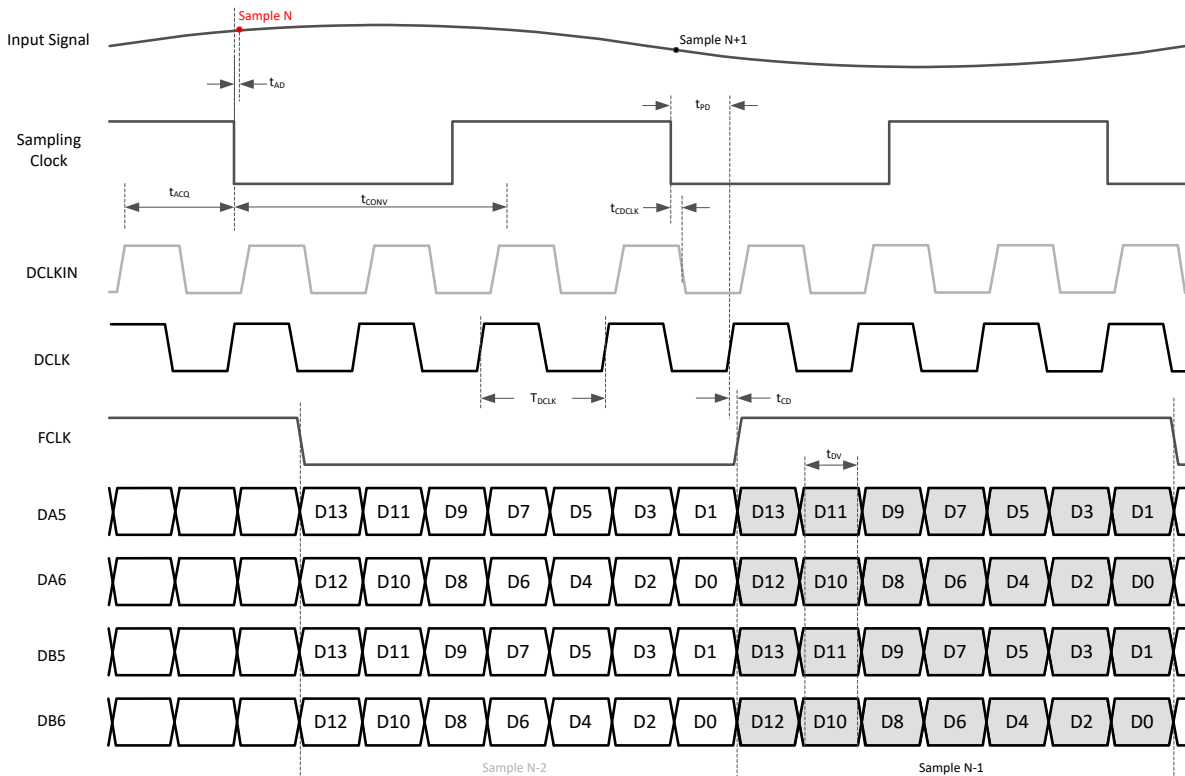 Sample N
Input Signal
Sample N+1
tAD
tPD
Sampling
Clock
tACQ
tCONV
tCDCLK
DCLKIN
DCLK
TDCLK
tCD
FCLK
tDV
DA5 D13 D11 D9 D7 D5 D3 D1 D13 D11 D9 D7 D5 D3 D1
DA6 D12 D10 D8 D6 D4 D2 D0 D12 D10 D8 D6 D4 D2 D0
DB5 D13 D11 D9 D7 D5 D3 D1 D13 D11 D9 D7 D5 D3 D1
DB6 D12 D10 D8 D6 D4 D2 D0 D12 D10 D8 D6 D4 D2 D0
Sample N-2 Sample N-1